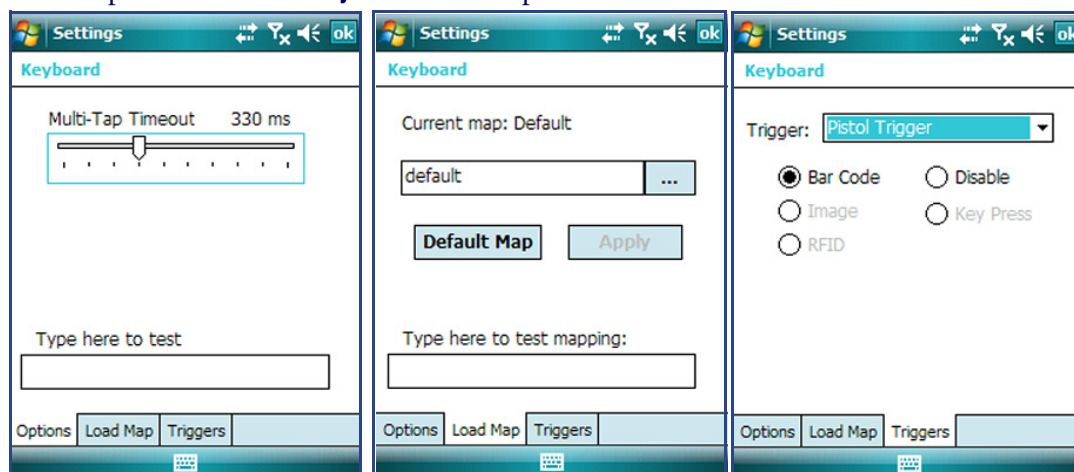 Settings
ok
Keyboard
Multi-Tap Timeout 330 ms
Type here to test
Options Load Map Triggers
Settings
ok
Keyboard
Current map: Default
default ...
Default Map Apply
Type here to test mapping:
Options Load Map Triggers
Settings
ok
Keyboard
Trigger: Pistol Trigger
Bar Code Disable
Image Key Press
RFID
Options Load Map Triggers